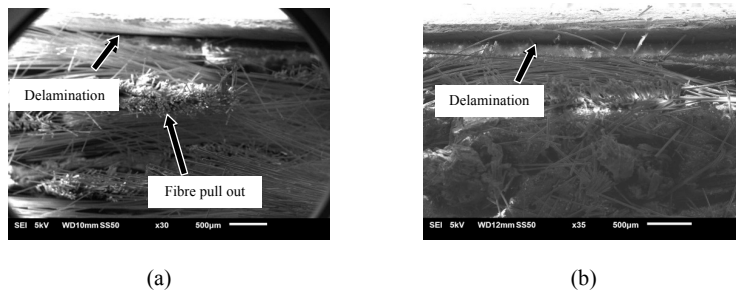 Delamination
Fibre pull out
SEI 5kV WD10mm SS50 x30 500µm
(a)
Delamination
SEI 5kV WD12mm SS50 x35 500µm
(b)